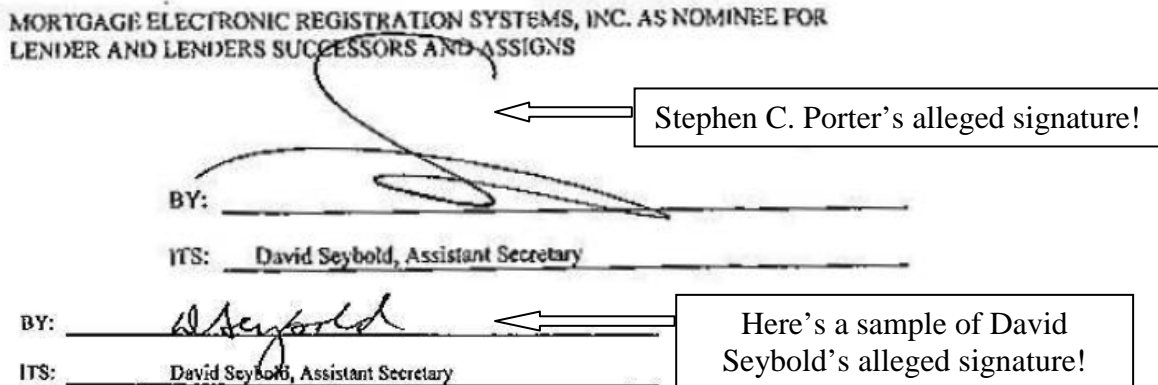 MORTGAGE ELECTRONIC REGISTRATION SYSTEMS, INC. AS NOMINEE FOR
LENDER AND LENDERS SUCCESSORS AND ASSIGNS
Stephen C. Porter’s alleged signature!
BY:
ITS: David Seybold, Assistant Secretary
BY: D Seybold
Here’s a sample of David
Seybold’s alleged signature!
ITS: David Seybold, Assistant Secretary